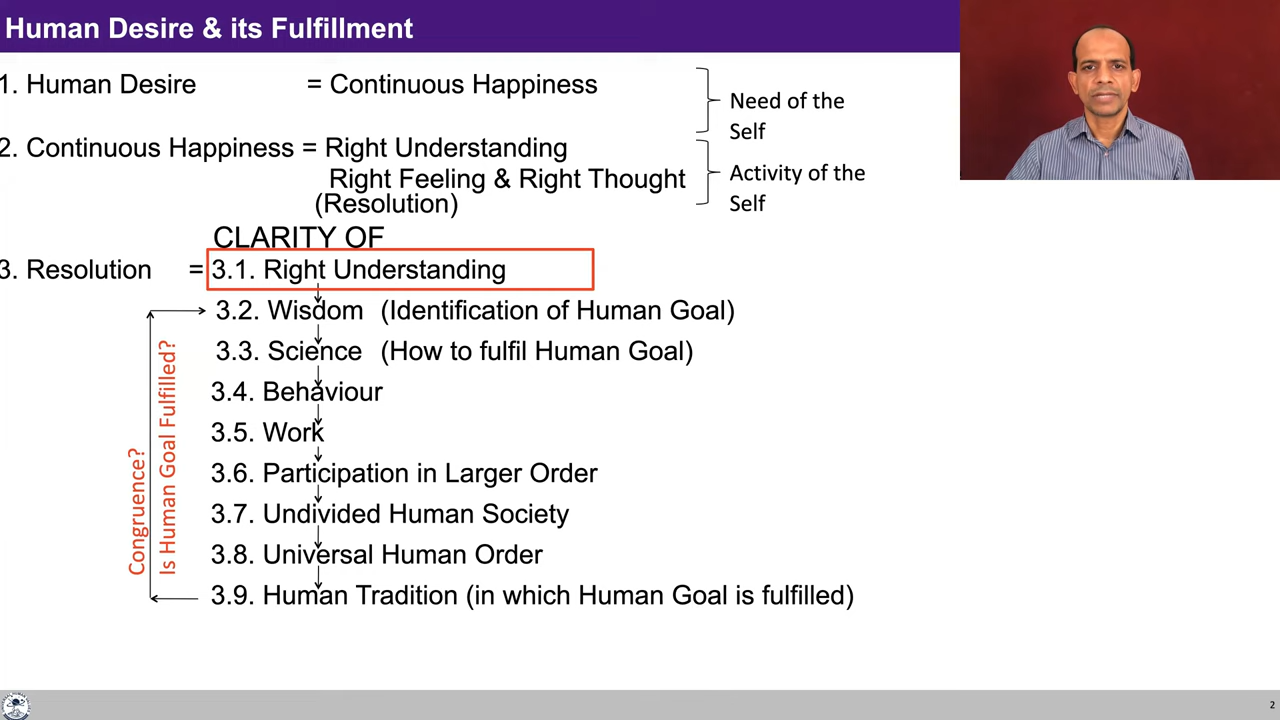 Human Desire & its Fulfillment
1. Human Desire = Continuous Happiness
Need of the
Self
2. Continuous Happiness = Right Understanding
Right Feeling & Right Thought
(Resolution)
Activity of the
Self
CLARITY OF
3. Resolution = 3.1. Right Understanding
3.2. Wisdom (Identification of Human Goal)
3.3. Science (How to fulfil Human Goal)
3.4. Behaviour
3.5. Work
3.6. Participation in Larger Order
3.7. Undivided Human Society
3.8. Universal Human Order
3.9. Human Tradition (in which Human Goal is fulfilled)
Congruence?
Is Human Goal Fulfilled?
2